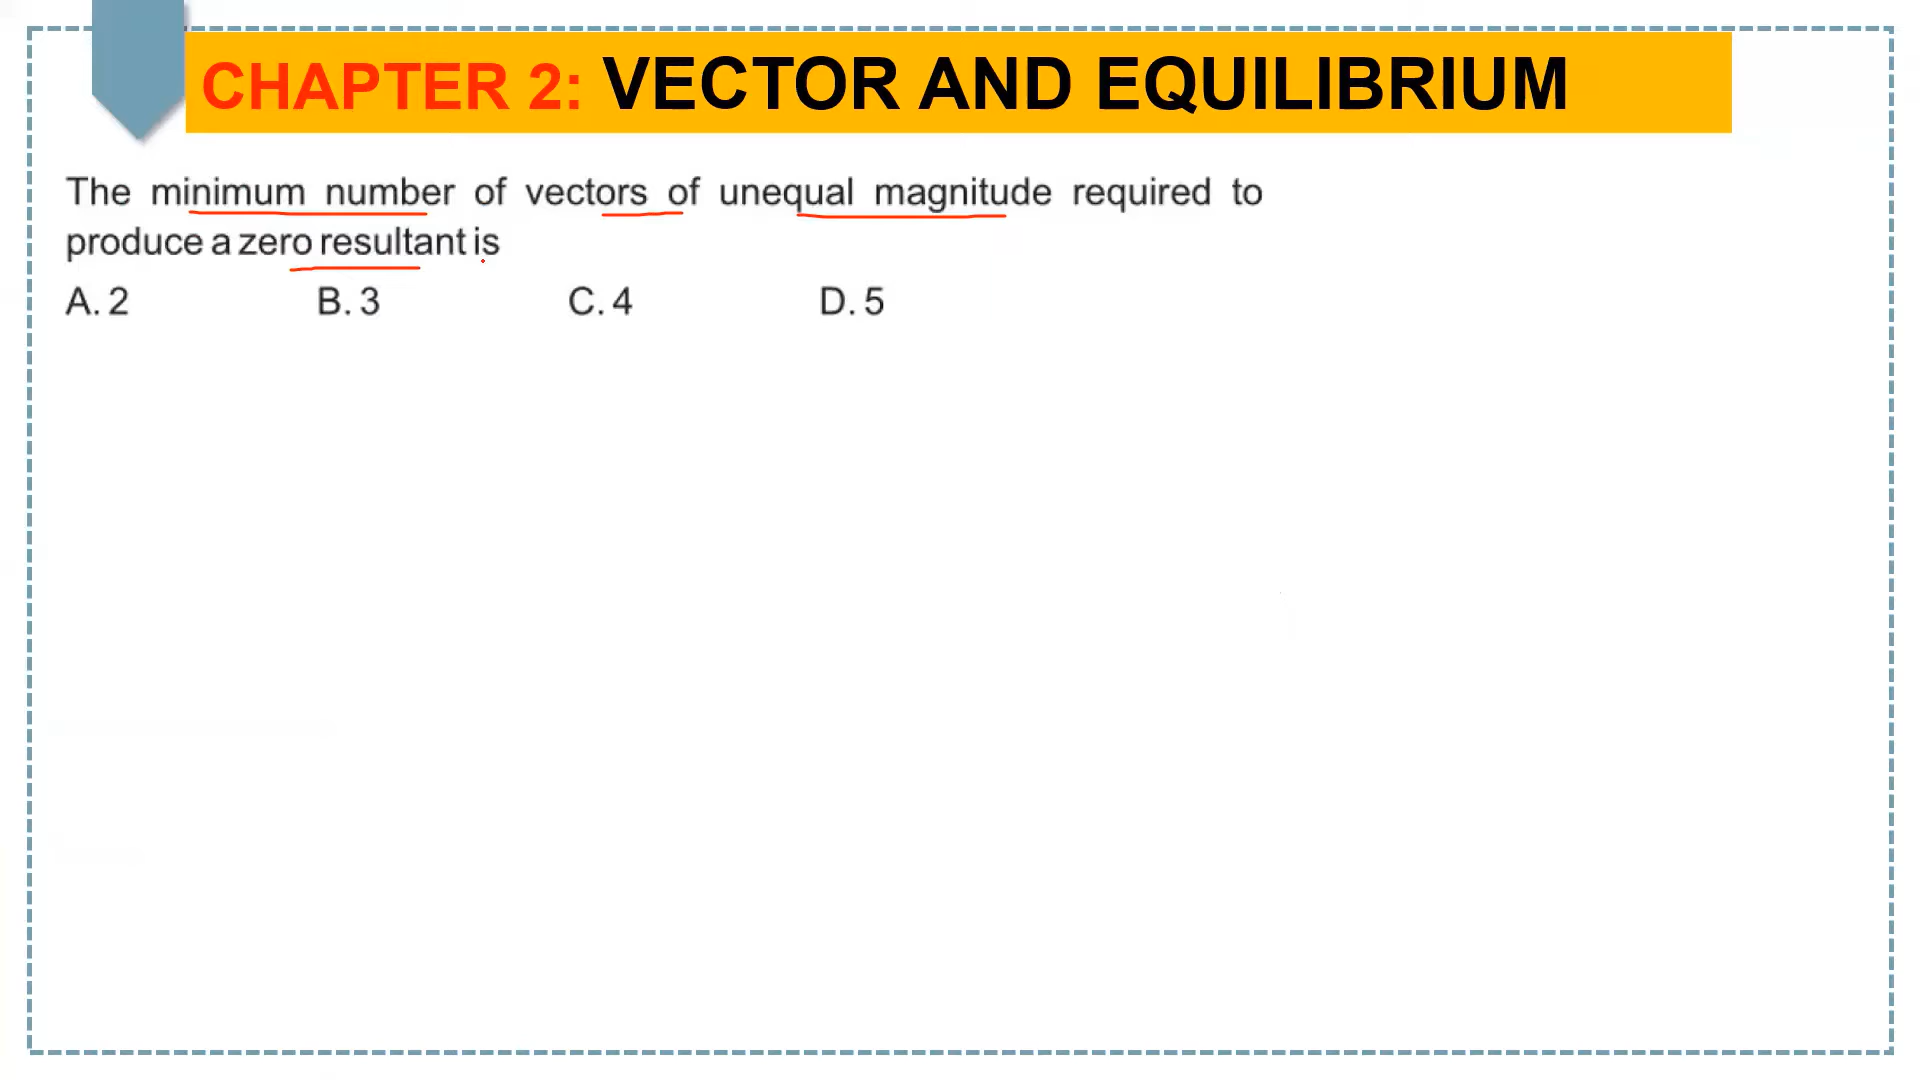 CHAPTER 2: VECTOR AND EQUILIBRIUM
The minimum number of vectors of unequal magnitude required to
produce a zero resultant is
A. 2 B. 3 C. 4 D. 5